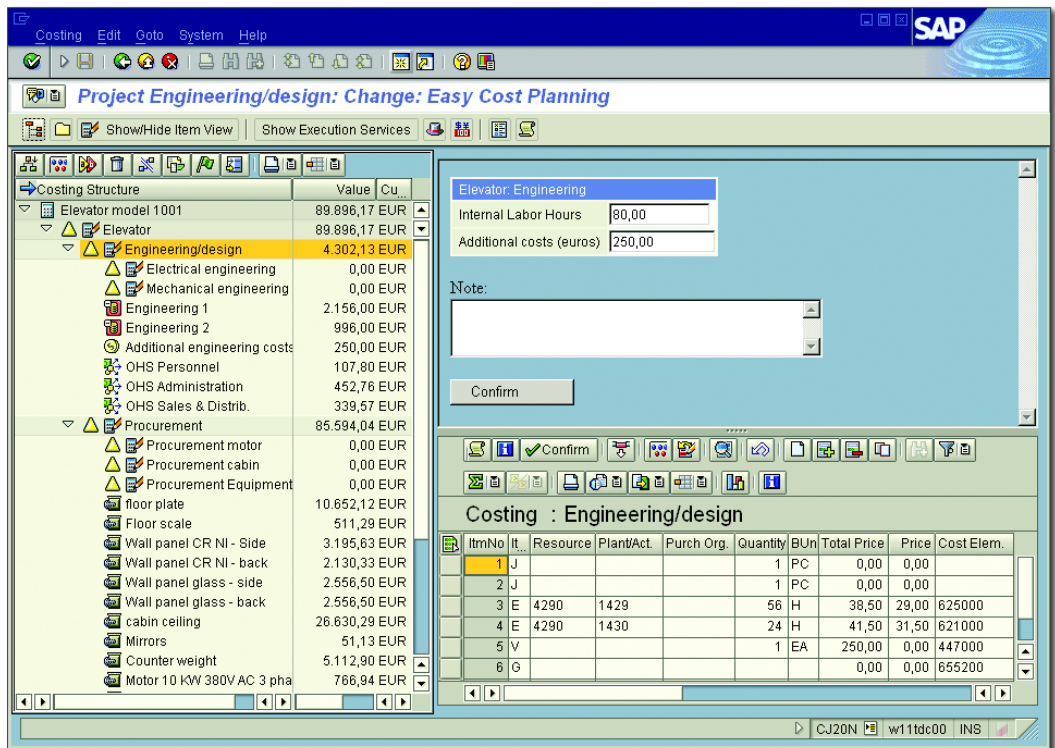 Costing Edit Goto System Help
SAP
Project Engineering/design: Change: Easy Cost Planning
Show/Hide Item View Show Execution Services
Costing Structure Value Cu..
Elevator model 1001 89.896,17 EUR
Elevator 89.896,17 EUR
Engineering/design 4.302,13 EUR
Electrical engineering 0,00 EUR
Mechanical engineering 0,00 EUR
Engineering 1 2.156,00 EUR
Engineering 2 996,00 EUR
Additional engineering costs 250,00 EUR
OHS Personnel 107,80 EUR
OHS Administration 452,76 EUR
OHS Sales & Distrib. 339,57 EUR
Procurement 85.594,04 EUR
Procurement motor 0,00 EUR
Procurement cabin 0,00 EUR
Procurement Equipment 0,00 EUR
floor plate 10.652,12 EUR
Floor scale 511,29 EUR
Wall panel CR NI - Side 3.195,63 EUR
Wall panel CR NI - back 2.130,33 EUR
Wall panel glass - side 2.556,50 EUR
Wall panel glass - back 2.556,50 EUR
cabin ceiling 26.630,29 EUR
Mirrors 51,13 EUR
Counter weight 5.112,90 EUR
Motor 10 KW 380V AC 3 pha 766,94 EUR
Elevator: Engineering
Internal Labor Hours 80,00
Additional costs (euros) 250,00
Note:
Confirm
Confirm
Costing : Engineering/design
ItmNo It.. Resource Plant/Act. Purch Org. Quantity BUn Total Price Price Cost Elem.
1 J 1 PC 0,00 0,00
2 J 1 PC 0,00 0,00
3 E 4290 1429 56 H 38,50 29,00 625000
4 E 4290 1430 24 H 41,50 31,50 621000
5 V 1 EA 250,00 0,00 447000
6 G 0,00 0,00 655200
CJ20N w11tdc00 INS